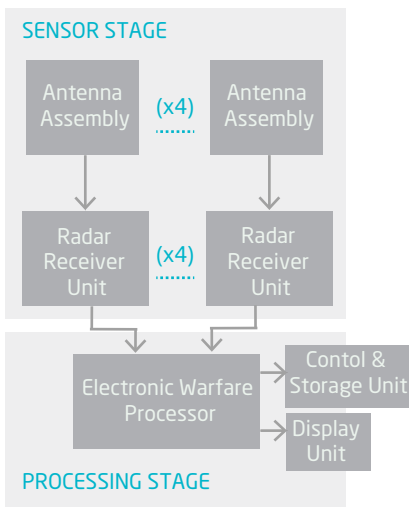 SENSOR STAGE
Antenna
Assembly
(x4)
Antenna
Assembly
Radar
Receiver
Unit
(x4)
Radar
Receiver
Unit
Electronic Warfare
Processor
Contol &
Storage Unit
Display
Unit
PROCESSING STAGE